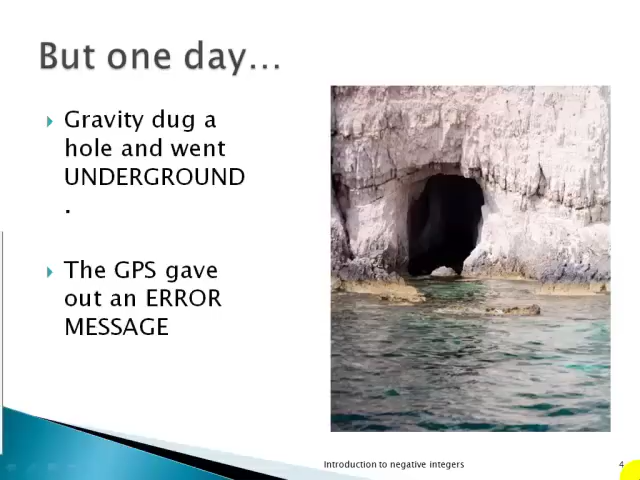 But one day…
Gravity dug a
hole and went
UNDERGROUND
.
The GPS gave
out an ERROR
MESSAGE
Introduction to negative integers
4